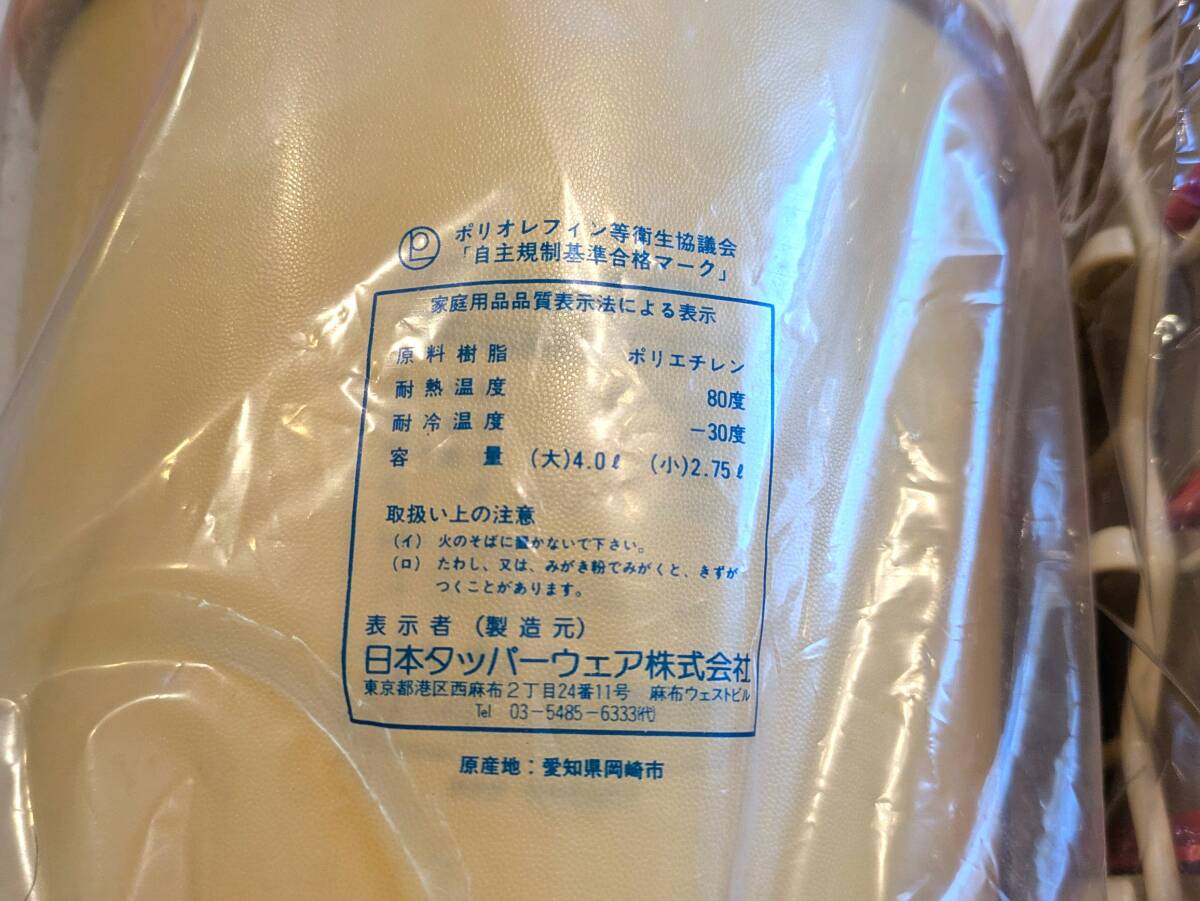 ポリオレフィン等衛生協議会
「自主規制基準合格マーク」
家庭用品品質表示法による表示
原料樹脂 ポリエチレン
耐熱温度 80度
耐冷温度 -30度
容量 (大)4.0ℓ (小)2.75ℓ
取扱い上の注意
(イ) 火のそばに置かないで下さい。
(ロ) たわし、又は、みがき粉でみがくと、きずが
つくことがあります。
表示者 (製造元)
日本タッパーウェア株式会社
東京都港区西麻布2丁目24番11号 麻布ウェストビル
Tel 03-5485-6333㈹
原産地:愛知県岡崎市